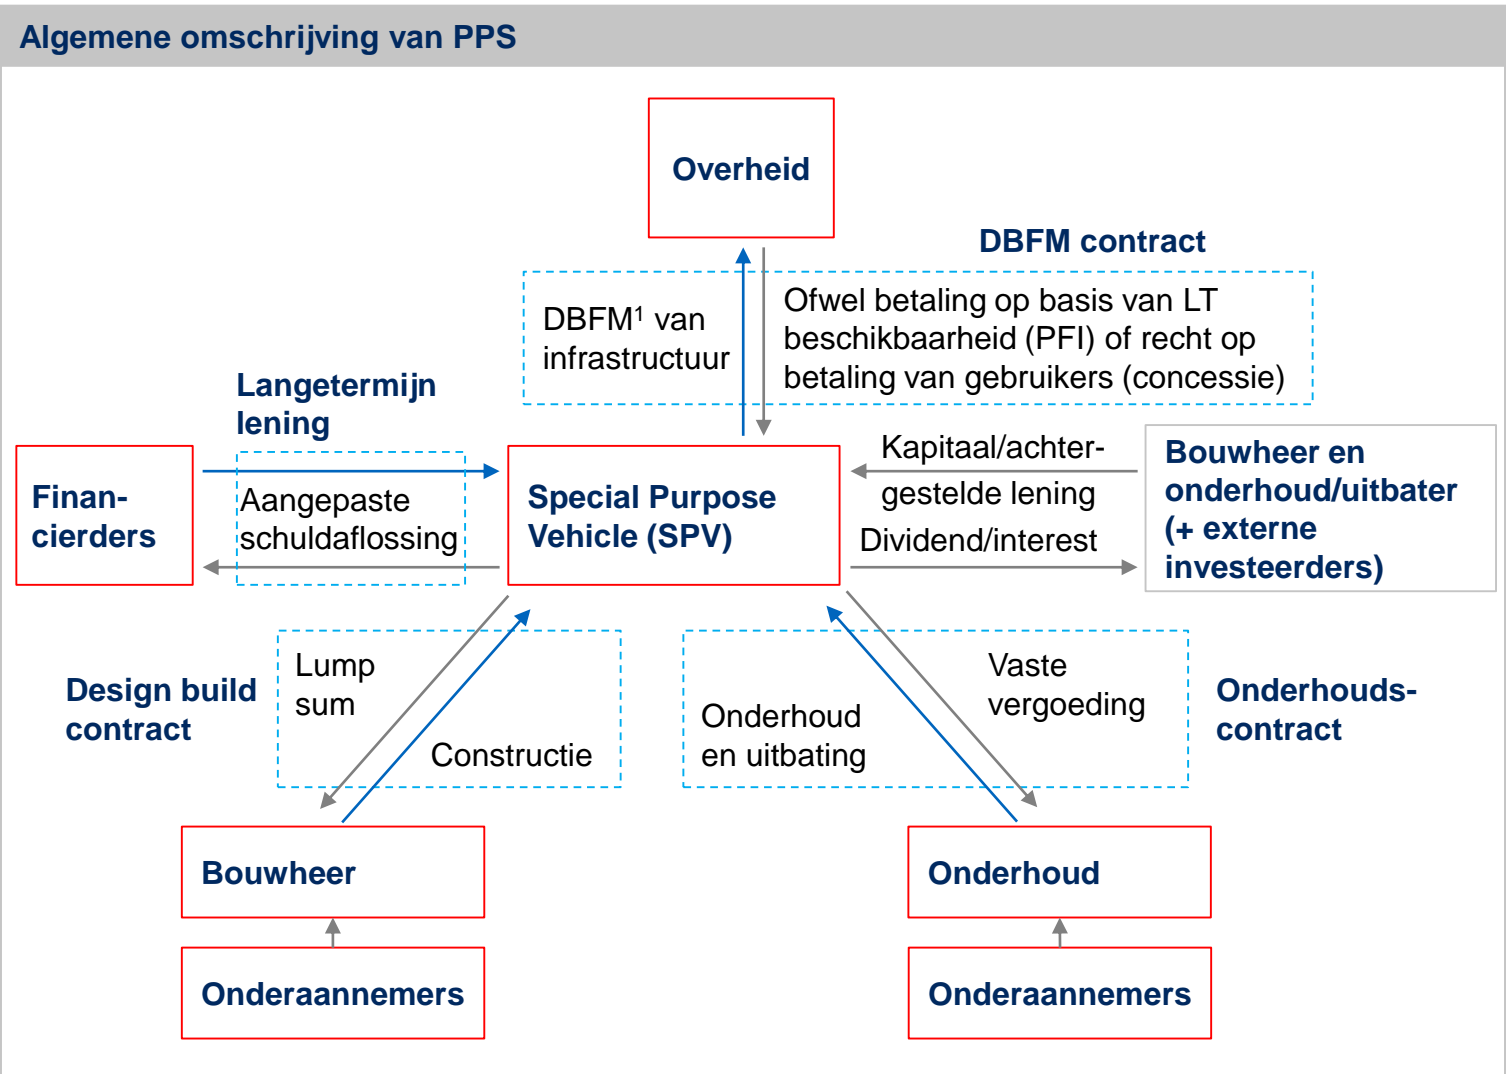 Algemene omschrijving van PPS
Overheid
DBFM contract
DBFM¹ van
infrastructuur
Ofwel betaling op basis van LT
beschikbaarheid (PFI) of recht op
betaling van gebruikers (concessie)
Langetermijn
lening
Finan-
cierders
Aangepaste
schuldaflossing
Special Purpose
Vehicle (SPV)
Kapitaal/achter-
gestelde lening
Dividend/interest
Bouwheer en
onderhoud/uitbater
(+ externe
investeerders)
Design build
contract
Lump
sum
Constructie
Onderhoud
en uitbating
Vaste
vergoeding
Onderhouds-
contract
Bouwheer
Onderhoud
Onderaannemers
Onderaannemers